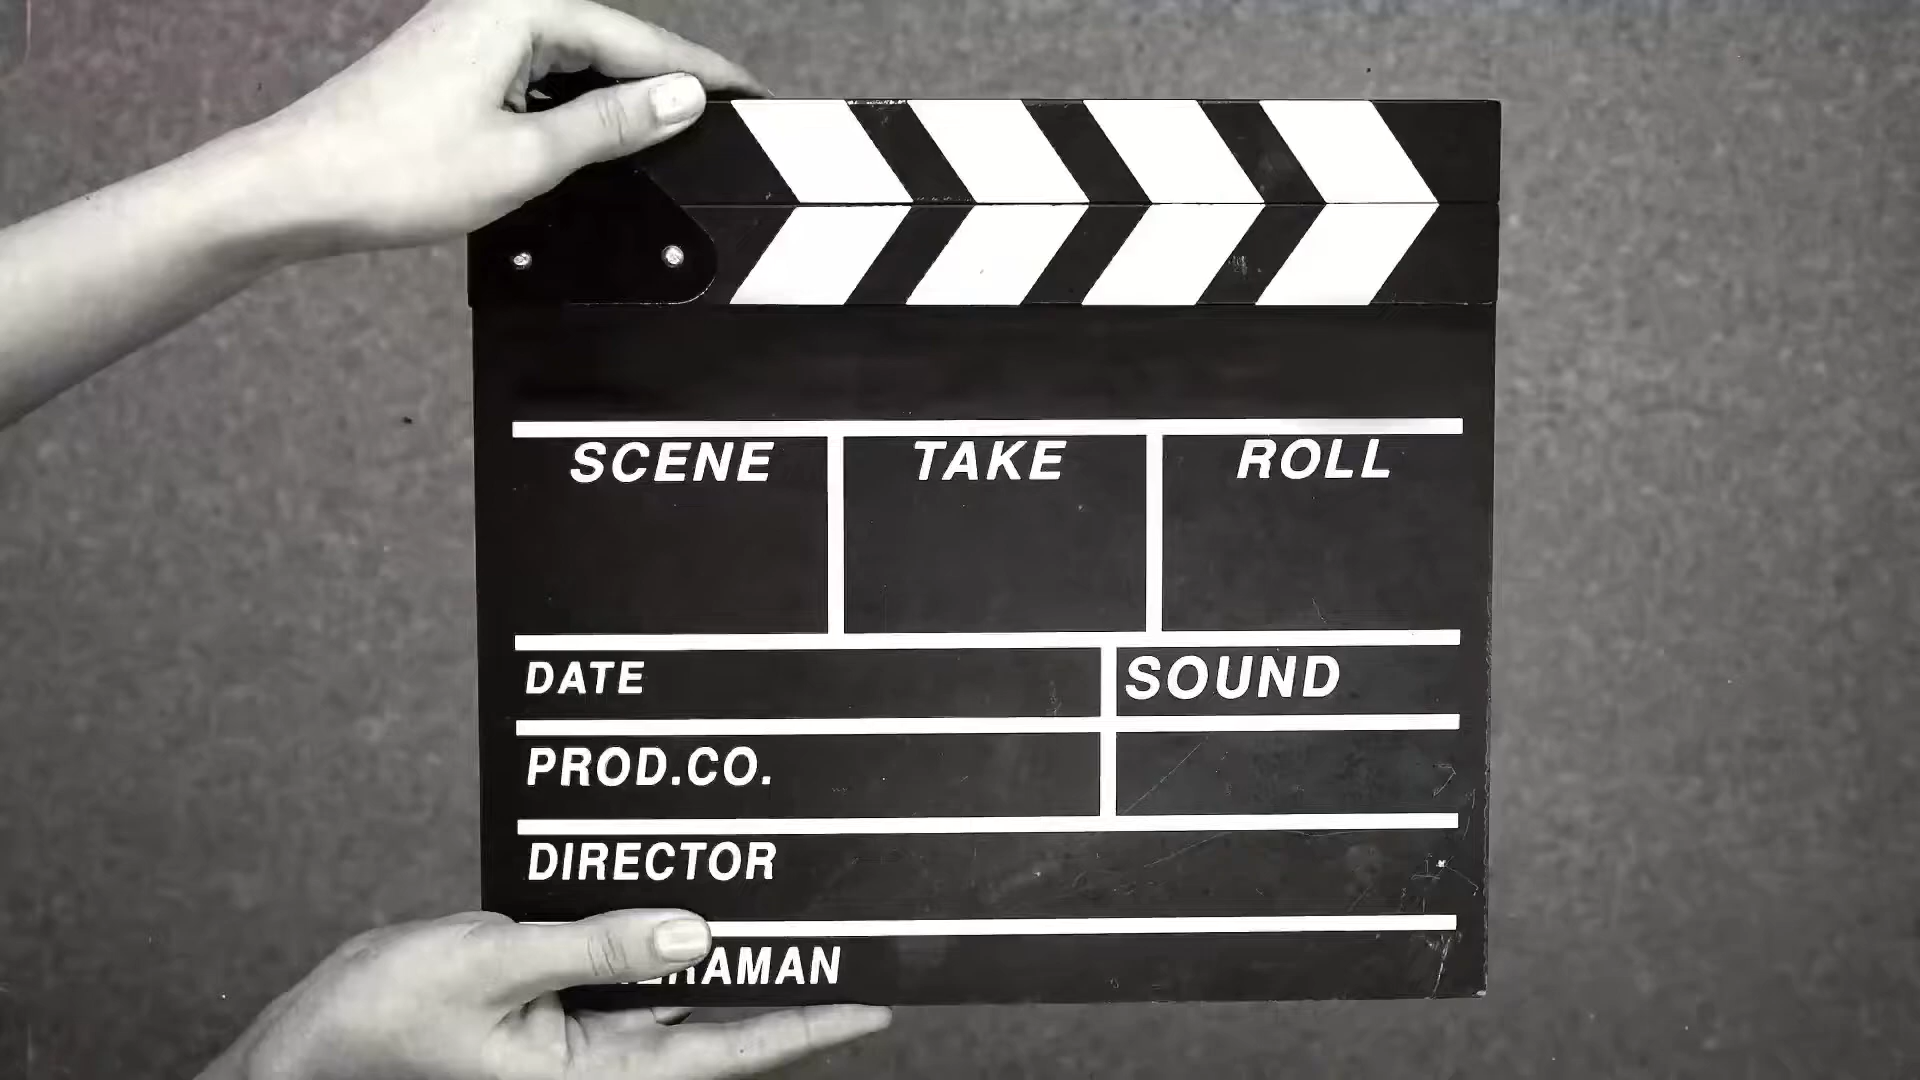 SCENE TAKE ROLL
DATE SOUND
PROD.CO.
DIRECTOR